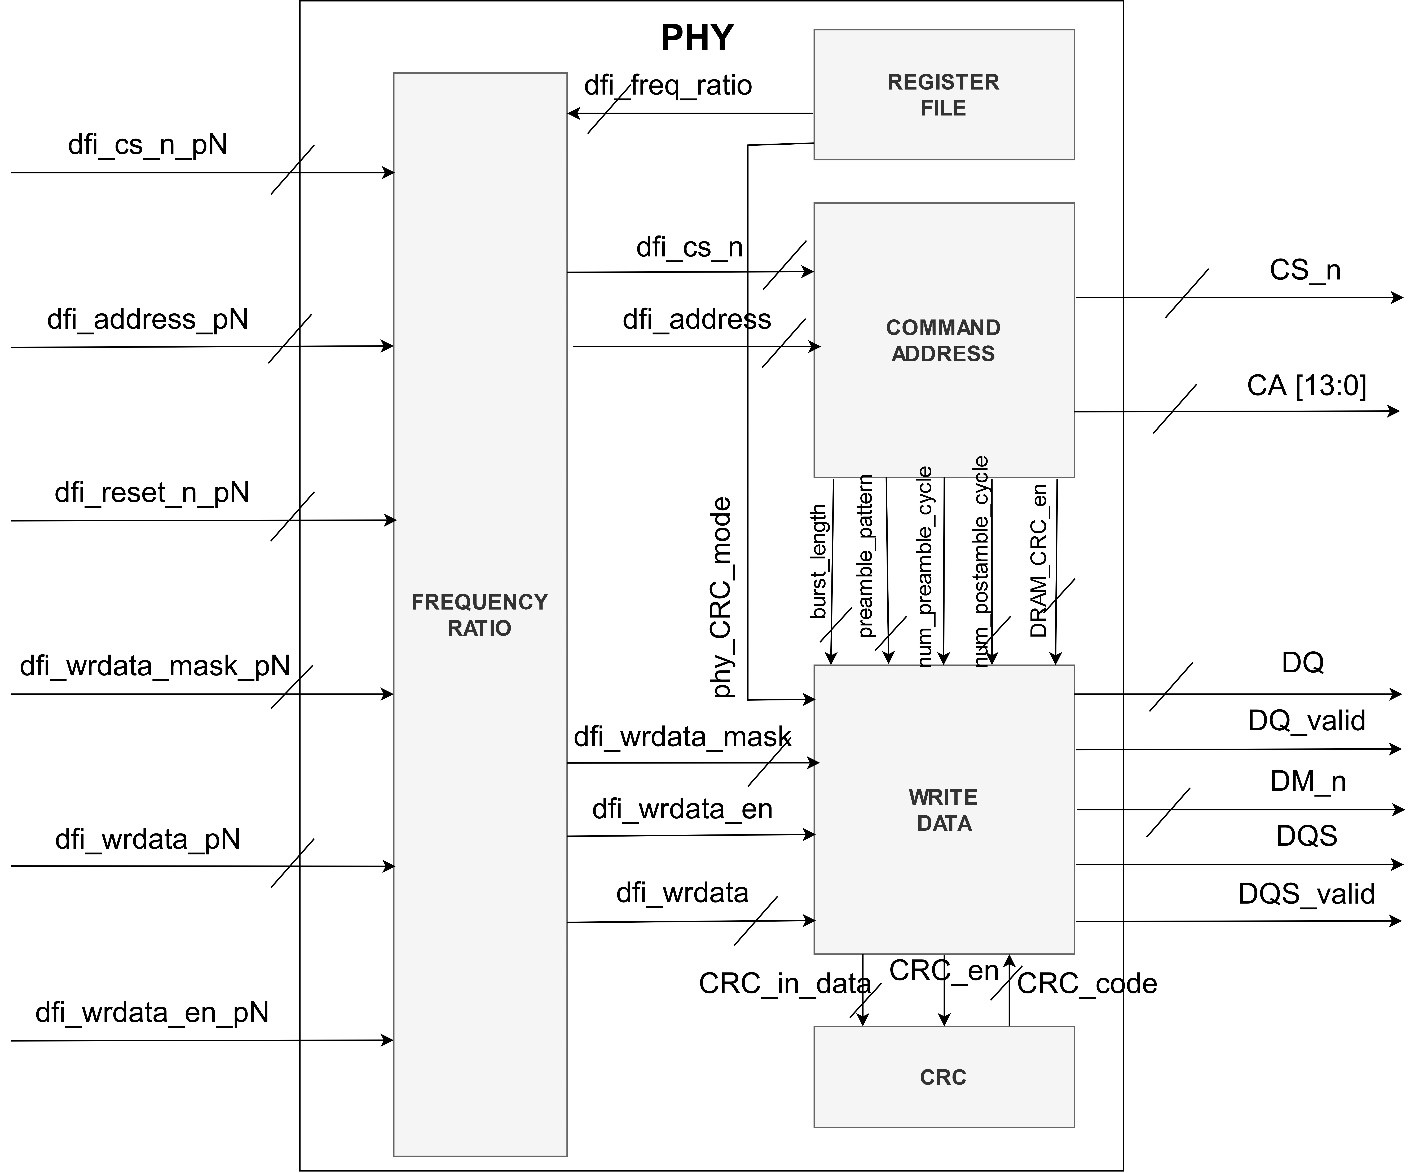 PHY
REGISTER
FILE
dfi_freq_ratio
dfi_cs_n_pN
dfi_cs_n
CS_n
dfi_address_pN
dfi_address
COMMAND
ADDRESS
CA [13:0]
dfi_reset_n_pN
phy_CRC_mode
burst_length
preamble_pattern
num_preamble_cycle
num_postamble_cycle
DRAM_CRC_en
FREQUENCY
RATIO
dfi_wrdata_mask_pN
DQ
DQ_valid
dfi_wrdata_mask
DM_n
WRITE
DATA
dfi_wrdata_en
DQS
dfi_wrdata_pN
dfi_wrdata
DQS_valid
CRC_in_data
CRC_en
CRC_code
dfi_wrdata_en_pN
CRC